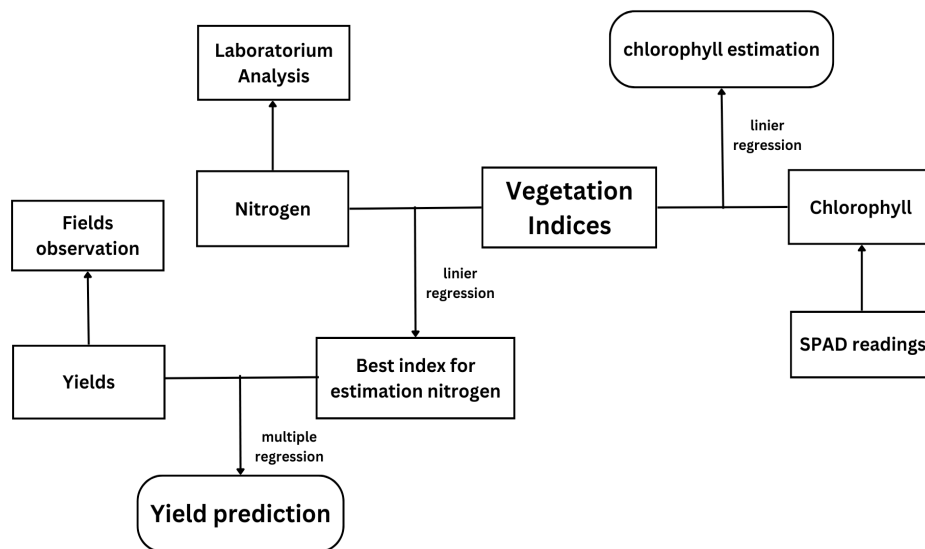 Laboratorium
Analysis
chlorophyll estimation
linier
regression
Nitrogen
Vegetation
Indices
Chlorophyll
Fields
observation
linier
regression
SPAD readings
Yields
Best index for
estimation nitrogen
multiple
regression
Yield prediction